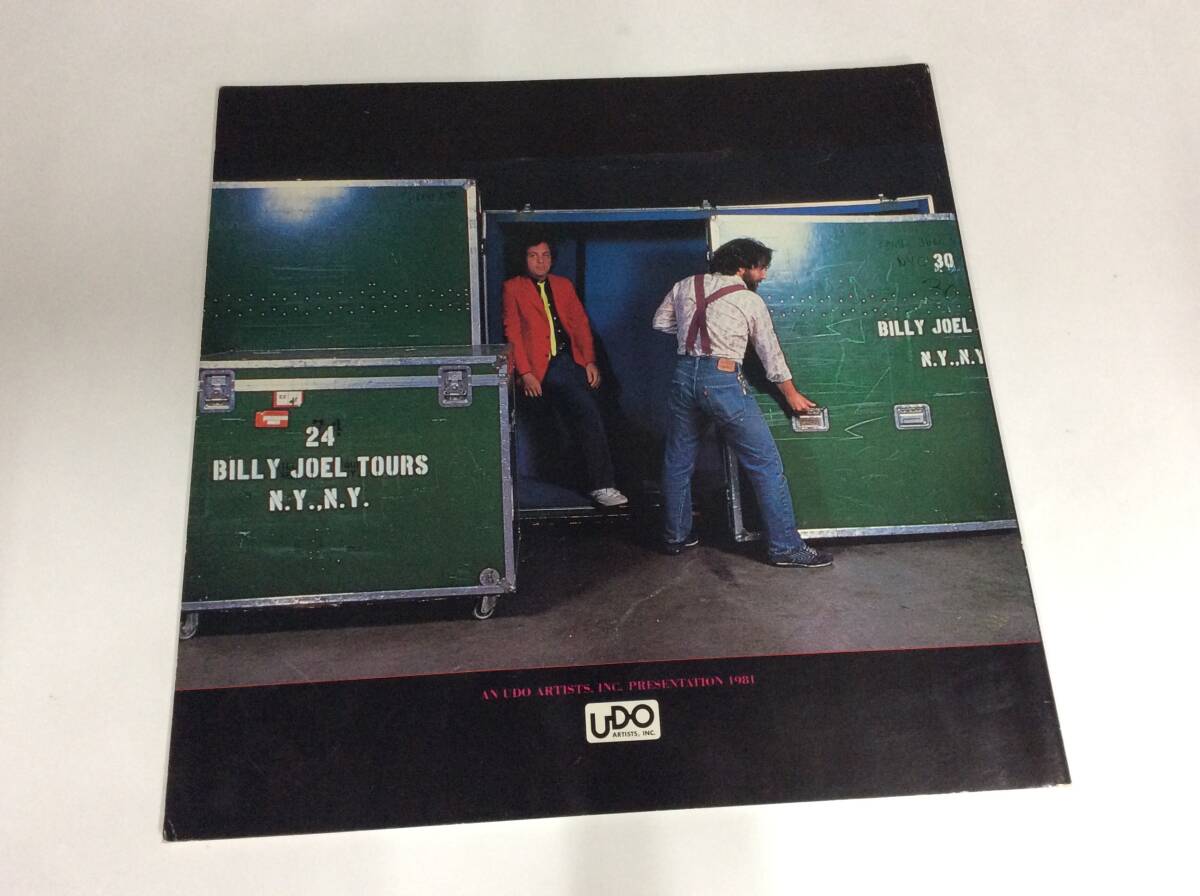 24
BILLY JOEL TOURS
N.Y.,N.Y.
30
BILLY JOEL
N.Y.,N.Y
AN UDO ARTISTS, INC. PRESENTATION 1981
UDO
ARTISTS, INC.